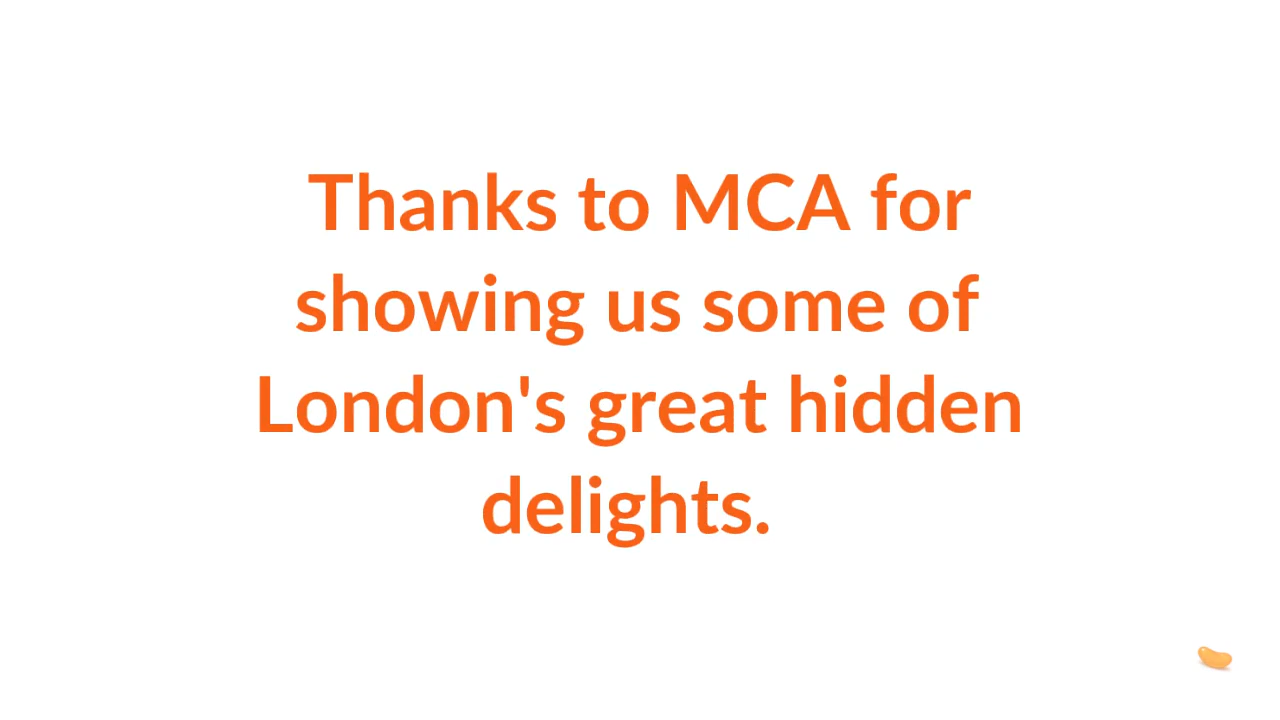 Thanks to MCA for
showing us some of
London's great hidden
delights.